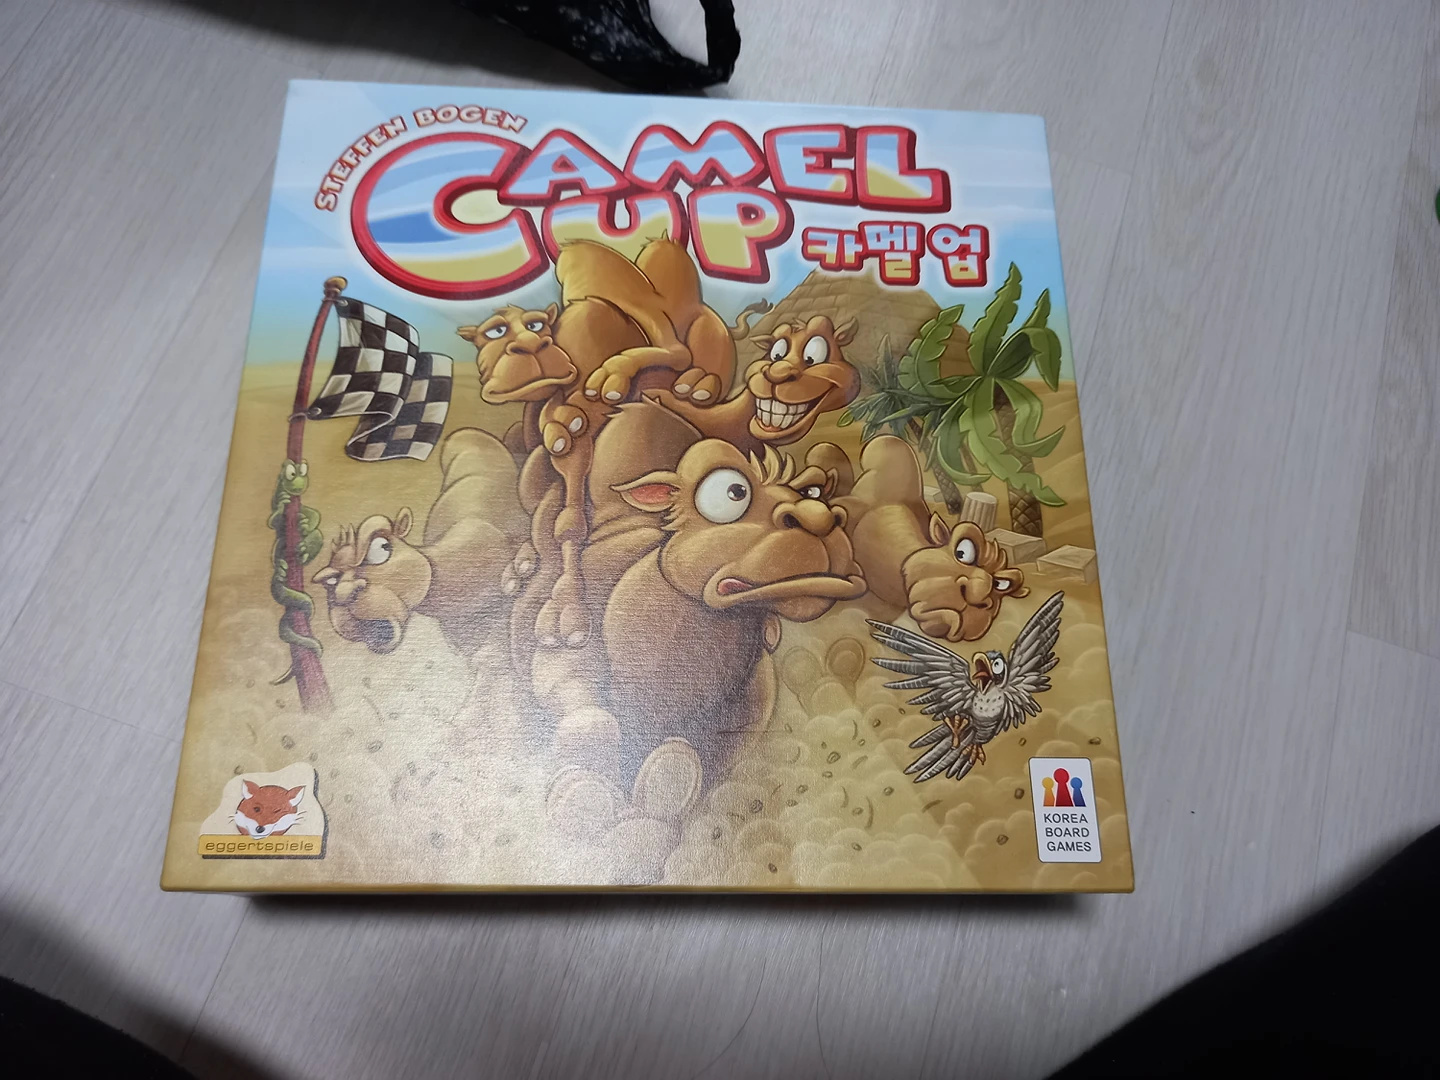 STEFFEN BOGEN
CAMEL
CUP
카멜 업
eggertspiele
KOREA
BOARD
GAMES